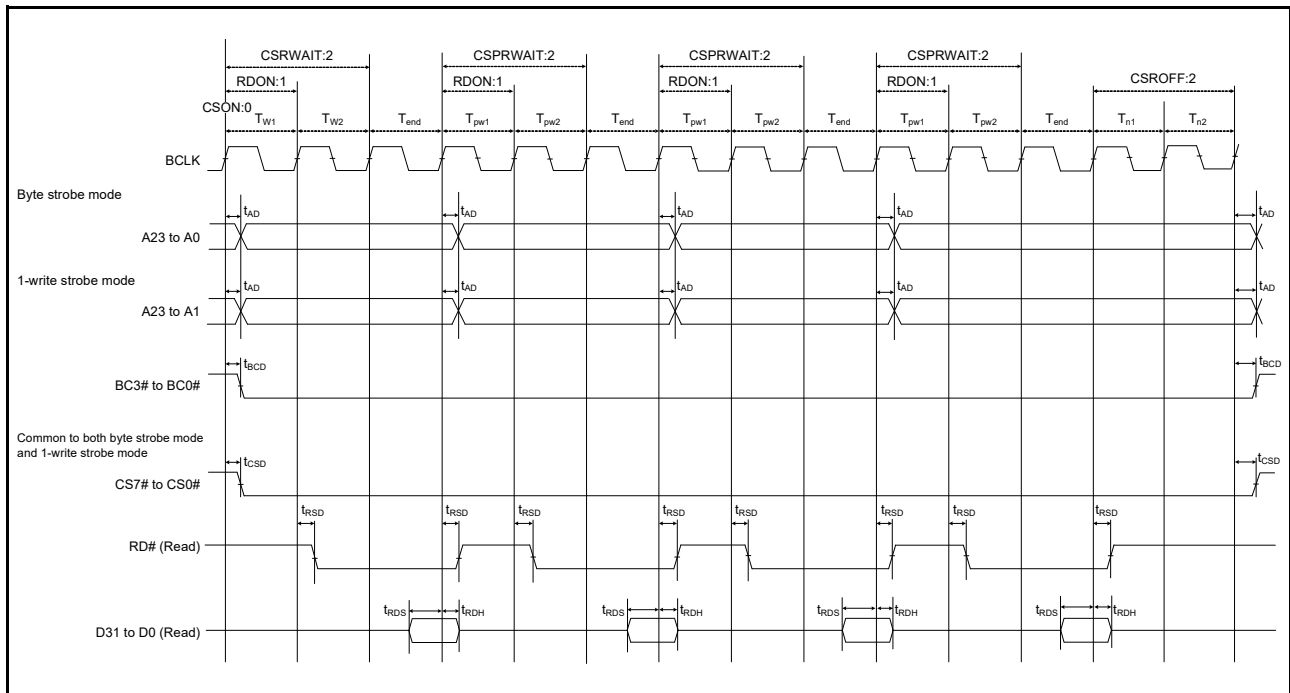 CSRWAIT:2 CSPRWAIT:2 CSPRWAIT:2 CSPRWAIT:2
RDON:1 RDON:1 RDON:1 RDON:1 CSROFF:2
CSON:0
TW1 TW2 Tend Tpw1 Tpw2 Tend Tpw1 Tpw2 Tend Tpw1 Tpw2 Tend Tn1 Tn2
BCLK
Byte strobe mode
tAD tAD tAD tAD tAD
A23 to A0
1-write strobe mode
tAD tAD tAD tAD tAD
A23 to A1
tBCD tBCD
BC3# to BC0#
Common to both byte strobe mode
and 1-write strobe mode
tCSD tCSD
CS7# to CS0#
tRSD tRSD tRSD tRSD tRSD tRSD tRSD tRSD
RD# (Read)
tRDS tRDH tRDS tRDH tRDS tRDH tRDS tRDH
D31 to D0 (Read)